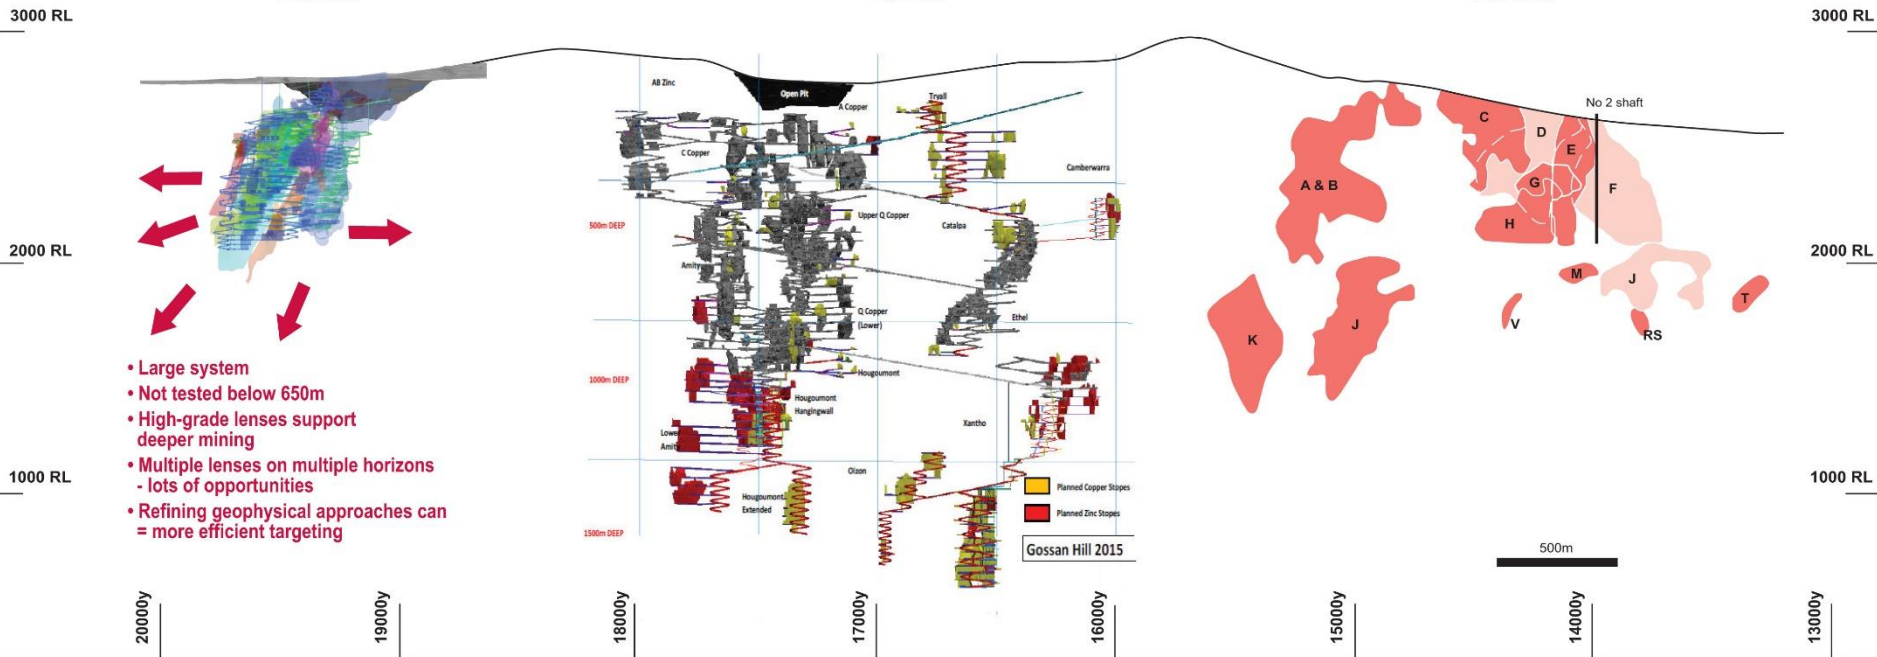 3000 RL
3000 RL
AB Zinc
Open Pit
A Copper
Tryall
No 2 shaft
C
D
E
C Copper
Camberwarra
A & B
G
F
500m DEEP
Upper Q Copper
Catalpa
H
2000 RL
2000 RL
Amity
M
J
T
Q Copper
(Lower)
Ethel
K
J
V
RS
• Large system
• Not tested below 650m
• High-grade lenses support
deeper mining
• Multiple lenses on multiple horizons
- lots of opportunities
• Refining geophysical approaches can
= more efficient targeting
1000m DEEP
Hougoumont
Hougoumont
Hangingwall
Xantho
Lower
Amity
1000 RL
1000 RL
Olzon
Hougoumont
Extended
Planned Copper Stopes
Planned Zinc Stopes
1500m DEEP
Gossan Hill 2015
500m
20000y
19000y
18000y
17000y
16000y
15000y
14000y
13000y